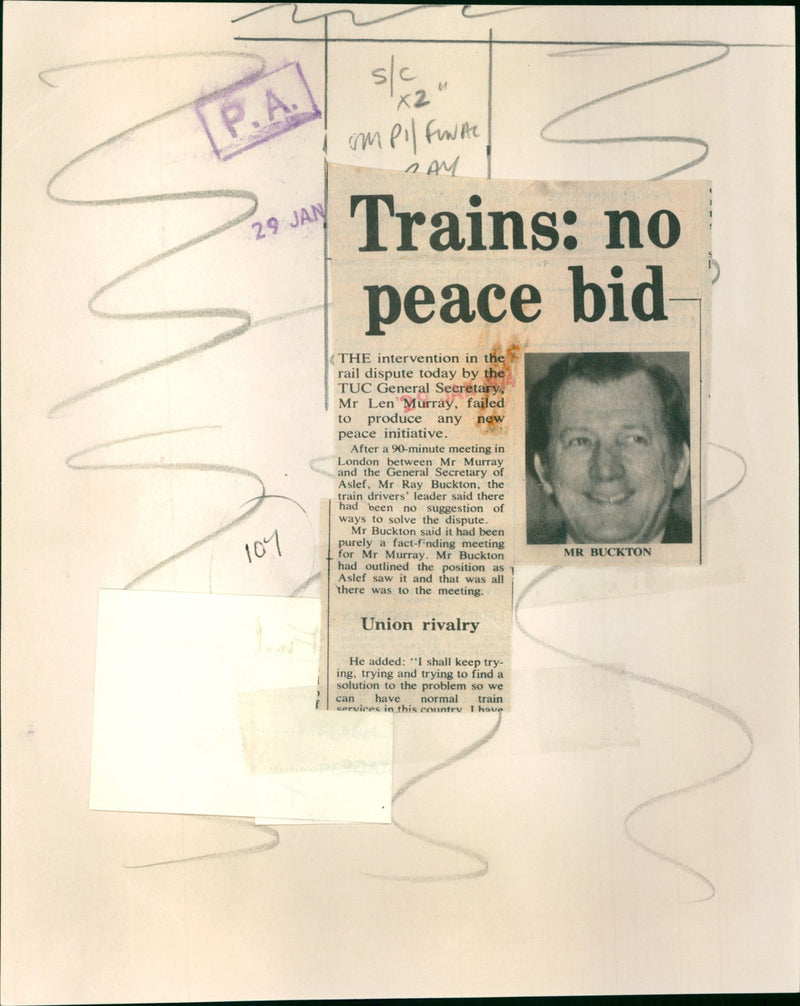 S/C
X2"
P.A.
29 JAN
Trains: no
peace bid
THE intervention in the
rail dispute today by the
TUC General Secretary,
Mr Len Murray, failed
to produce any new
peace initiative.
After a 90-minute meeting in
London between Mr Murray
and the General Secretary of
Aslef, Mr Ray Buckton, the
train drivers' leader said there
had been no suggestion of
ways to solve the dispute.
Mr Buckton said it had been
purely a fact-finding meeting
for Mr Murray. Mr Buckton
had outlined the position as
Aslef saw it and that was all
there was to the meeting.
Union rivalry
He added: "I shall keep try-
ing, trying and trying to find a
solution to the problem so we
can have normal train
services in this country. I have
MR BUCKTON
107